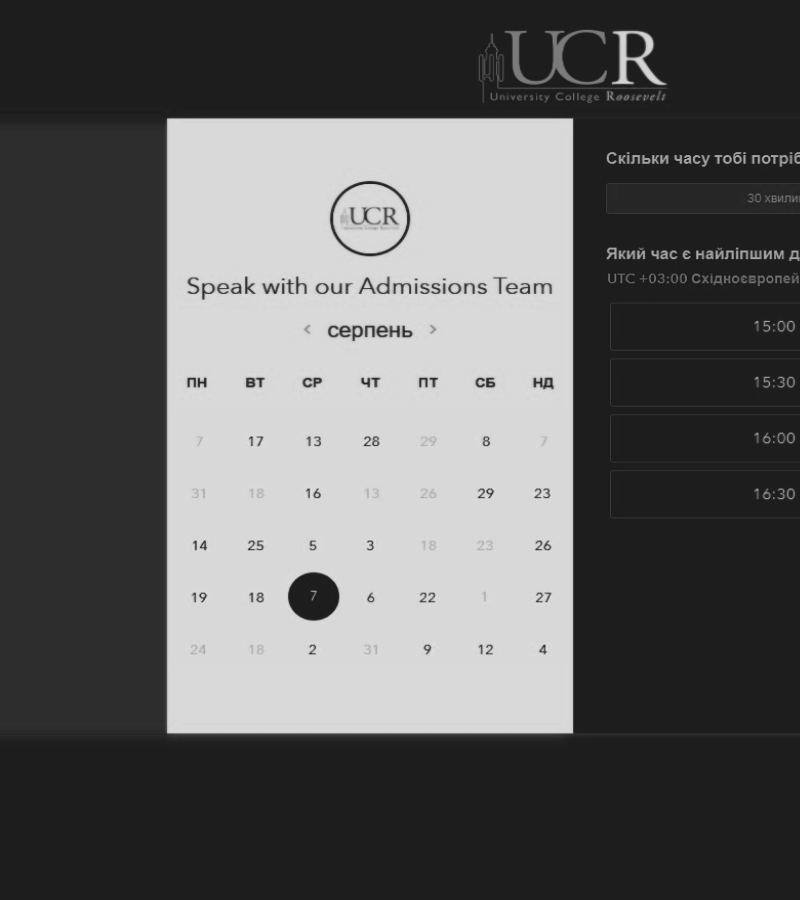 UCR
University College Roosevelt
UCR
Speak with our Admissions Team
< серпень >
ПН ВТ СР ЧТ ПТ СБ НД
7 17 13 28 29 8 7
31 18 16 13 26 29 23
14 25 5 3 18 23 26
19 18 7 6 22 1 27
24 18 2 31 9 12 4
Скільки часу тобі
30
Який час є найліпшим
UTC +03:00
15:00
15:30
16:00
16:30